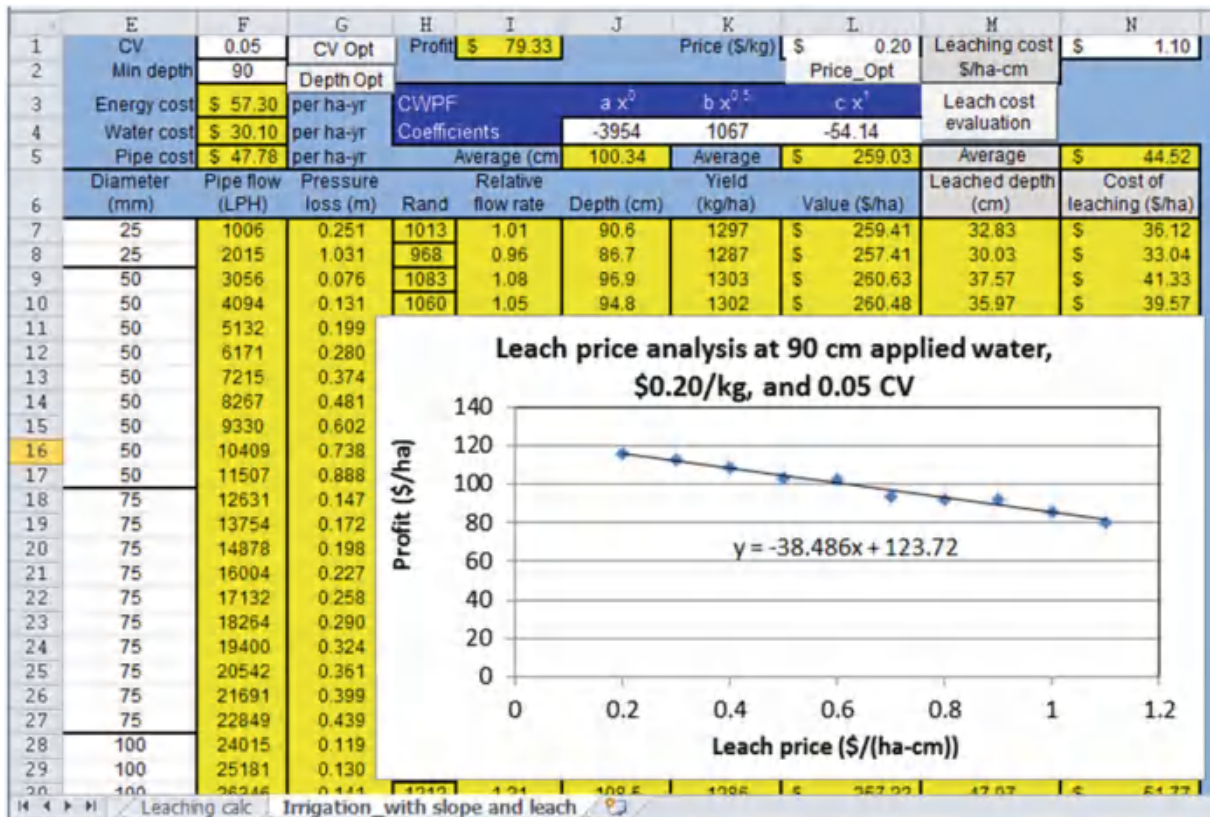 E F G H I J K L M N
1 CV 0.05 CV Opt Profit $ 79.33 Price ($/kg) $ 0.20 Leaching cost $ 1.10
2 Min depth 90 Depth Opt Price_Opt $/ha-cm
3 Energy cost $ 57.30 per ha-yr CWPF a x^0 b x^0.5 c x^1 Leach cost evaluation
4 Water cost $ 30.10 per ha-yr Coefficients -3954 1067 -54.14
5 Pipe cost $ 47.78 per ha-yr Average (cm 100.34 Average $ 259.03 Average $ 44.52
Diameter Pipe flow Pressure Relative Yield Leached depth Cost of
6 (mm) (LPH) loss (m) Rand flow rate Depth (cm) (kg/ha) Value ($/ha) (cm) leaching ($/ha)
7 25 1006 0.251 1013 1.01 90.6 1297 $ 259.41 32.83 $ 36.12
8 25 2015 1.031 968 0.96 86.7 1287 $ 257.41 30.03 $ 33.04
9 50 3056 0.076 1083 1.08 96.9 1303 $ 260.63 37.57 $ 41.33
10 50 4094 0.131 1060 1.05 94.8 1302 $ 260.48 35.97 $ 39.57
11 50 5132 0.199
12 50 6171 0.280
13 50 7215 0.374
14 50 8267 0.481
15 50 9330 0.602
16 50 10409 0.738
17 50 11507 0.888
18 75 12631 0.147
19 75 13754 0.172
20 75 14878 0.198
21 75 16004 0.227
22 75 17132 0.258
23 75 18264 0.290
24 75 19400 0.324
25 75 20542 0.361
26 75 21691 0.399
27 75 22849 0.439
28 100 24015 0.119
29 100 25181 0.130
Leach price analysis at 90 cm applied water,
$0.20/kg, and 0.05 CV
Profit ($/ha)
140
120
100
80
60
40
20
0
y = -38.486x + 123.72
0 0.2 0.4 0.6 0.8 1 1.2
Leach price ($/(ha-cm))
Leaching calc Irrigation_with slope and leach